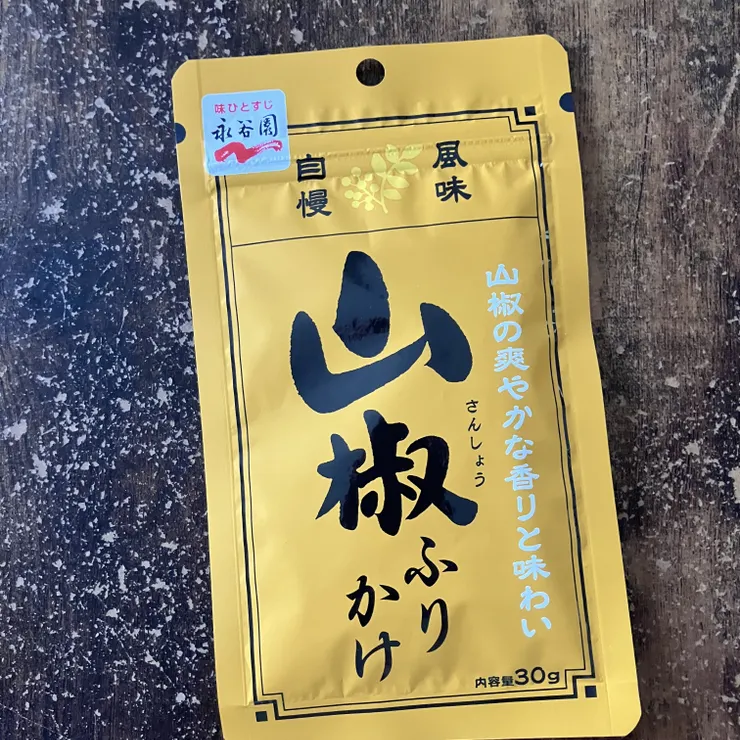 味ひとすじ
永谷園
風味
自慢
山椒の爽やかな香りと味わい
山椒
さんしょう
ふりかけ
内容量30g